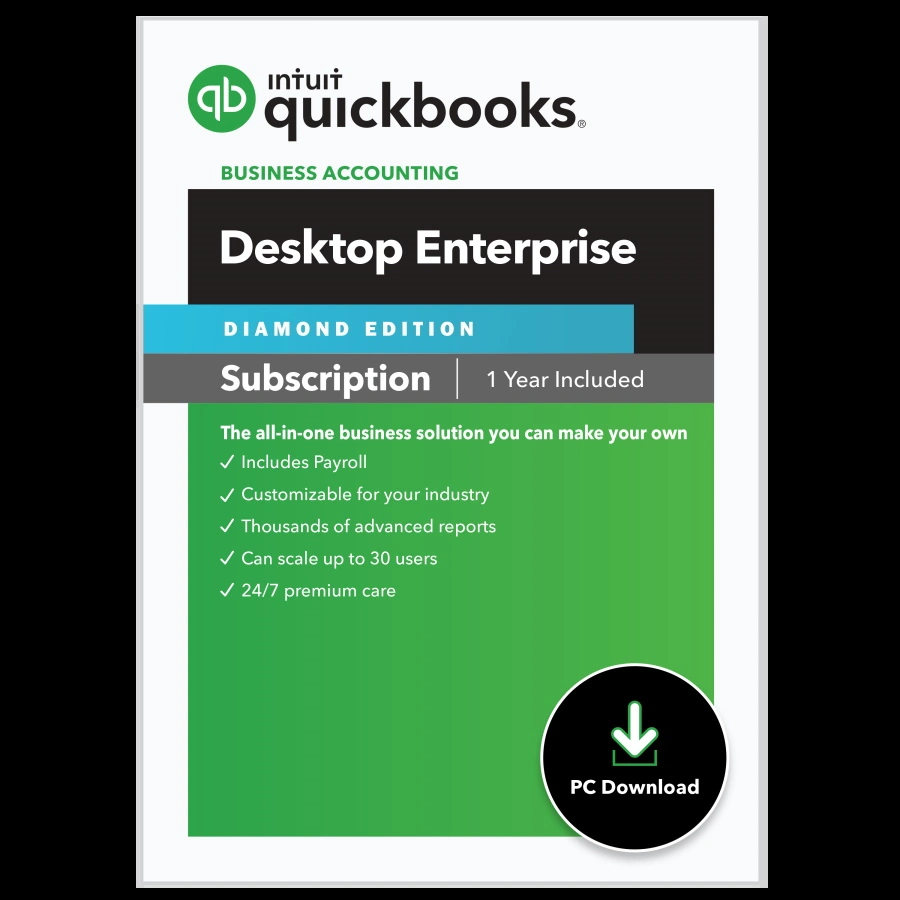 intuit
quickbooks®
BUSINESS ACCOUNTING
Desktop Enterprise
DIAMOND EDITION
Subscription | 1 Year Included
The all-in-one business solution you can make your own
✓ Includes Payroll
✓ Customizable for your industry
✓ Thousands of advanced reports
✓ Can scale up to 30 users
✓ 24/7 premium care
PC Download